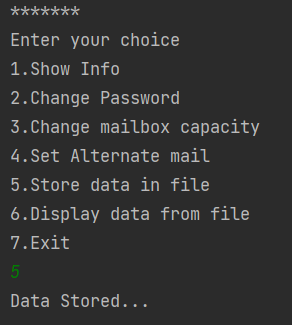 *******
Enter your choice
1.Show Info
2.Change Password
3.Change mailbox capacity
4.Set Alternate mail
5.Store data in file
6.Display data from file
7.Exit
5
Data Stored...